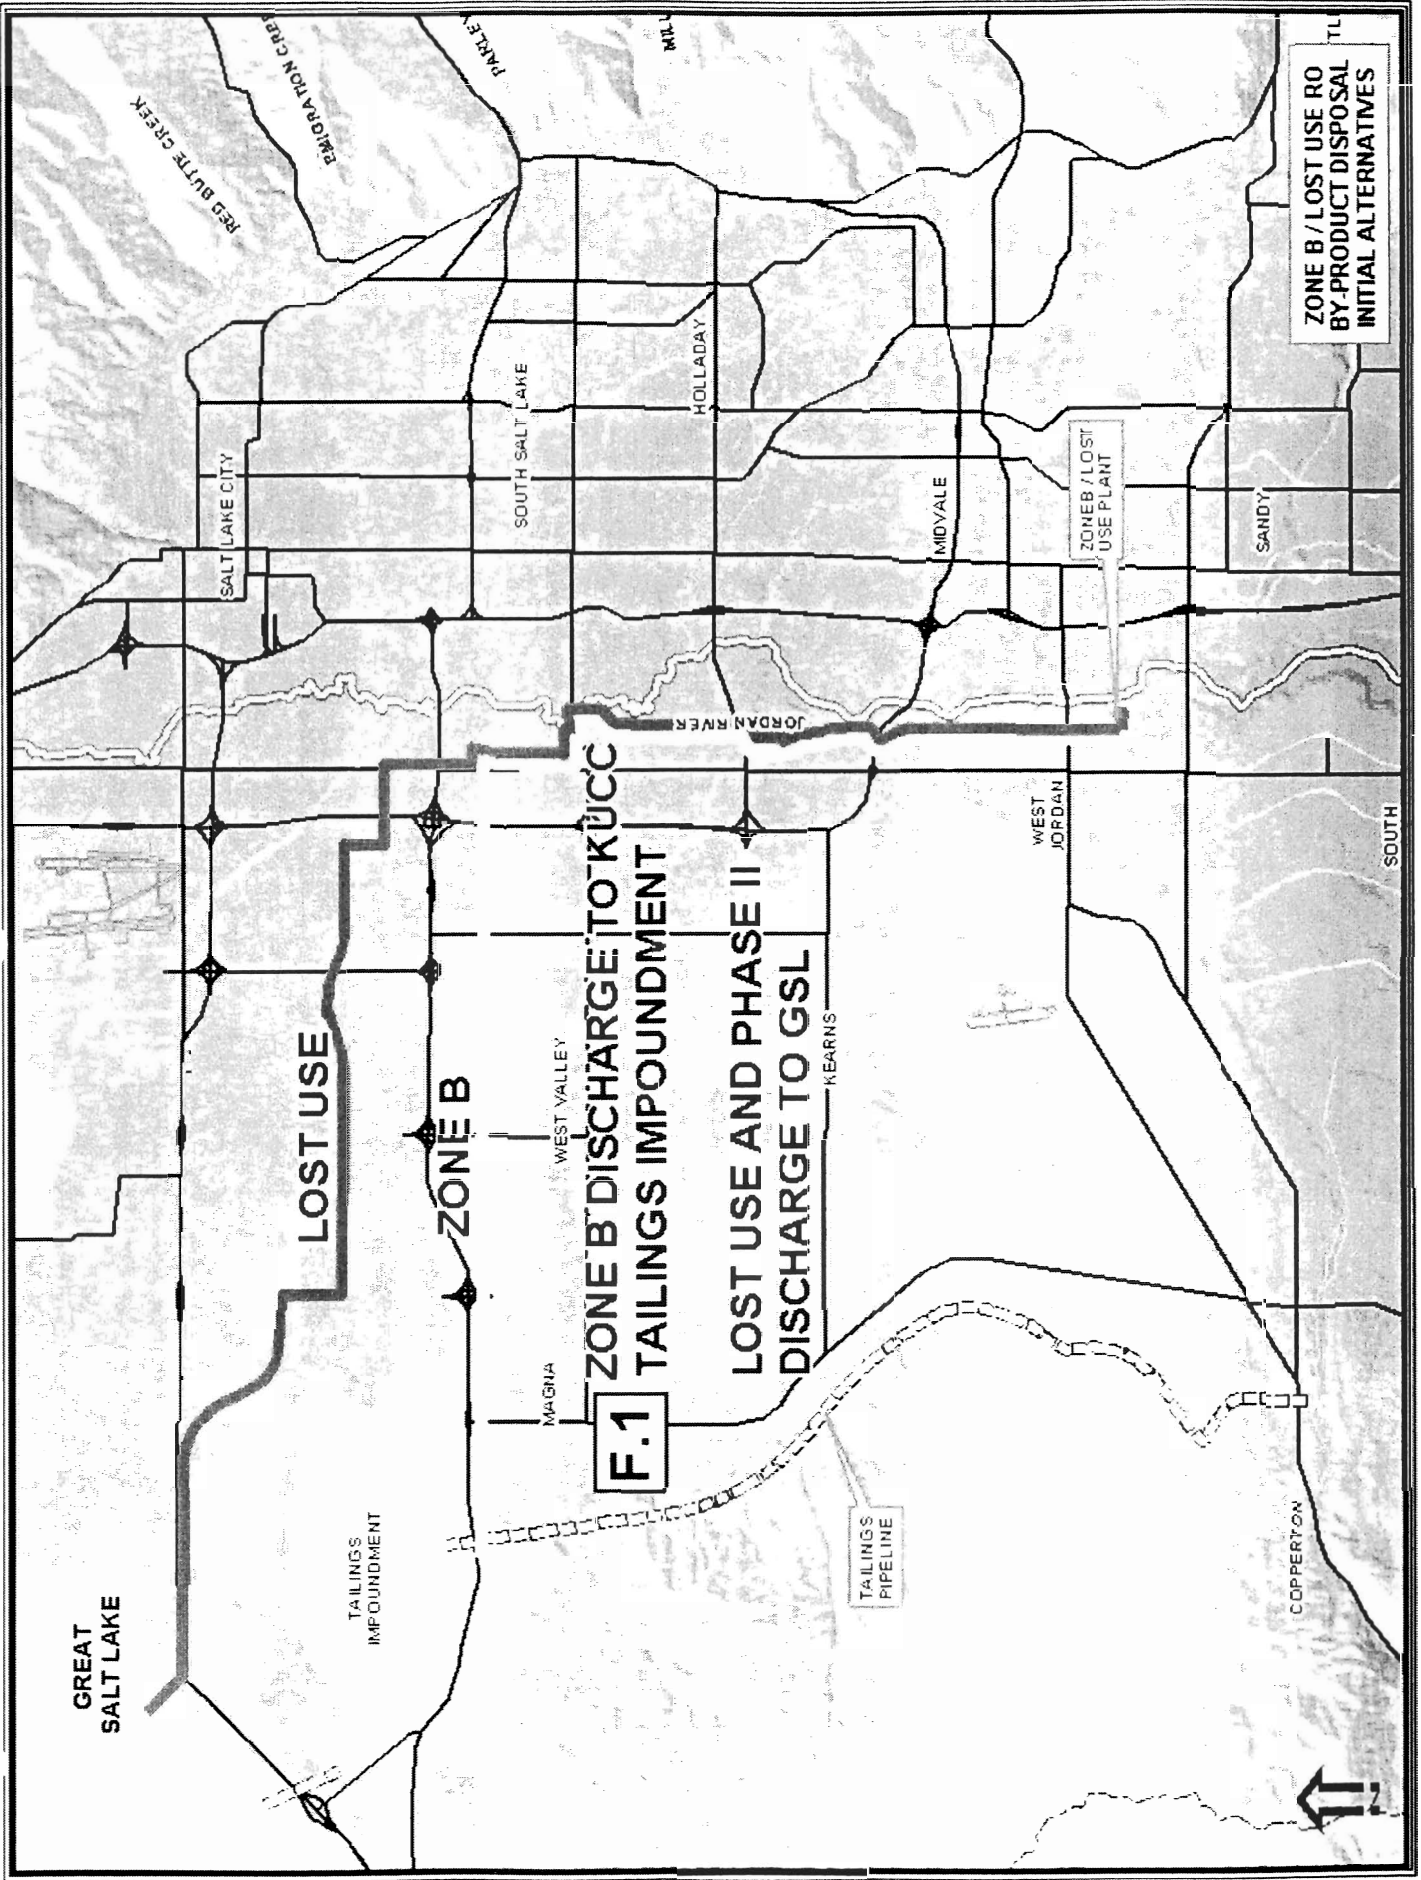 GREAT
SALT LAKE
TAILINGS
IMPOUNDMENT
LOST USE
ZONE B
MAGNA
WEST VALLEY
F.1
ZONE B DISCHARGE TO KUCC
TAILINGS IMPOUNDMENT
LOST USE AND PHASE II
DISCHARGE TO GSL
KEARNS
TAILINGS
PIPELINE
COPPERTON
WEST
JORDAN
SOUTH
JORDAN RIVER
SALT LAKE CITY
SOUTH SALT LAKE
HOLLADAY
MIDVALE
ZONE B / LOST
USE PLANT
SANDY
RED BUTTE CREEK
EMIGRATION CREE
PARLEY
MILL
TL
ZONE B / LOST USE RO
BY-PRODUCT DISPOSAL
INITIAL ALTERNATIVES